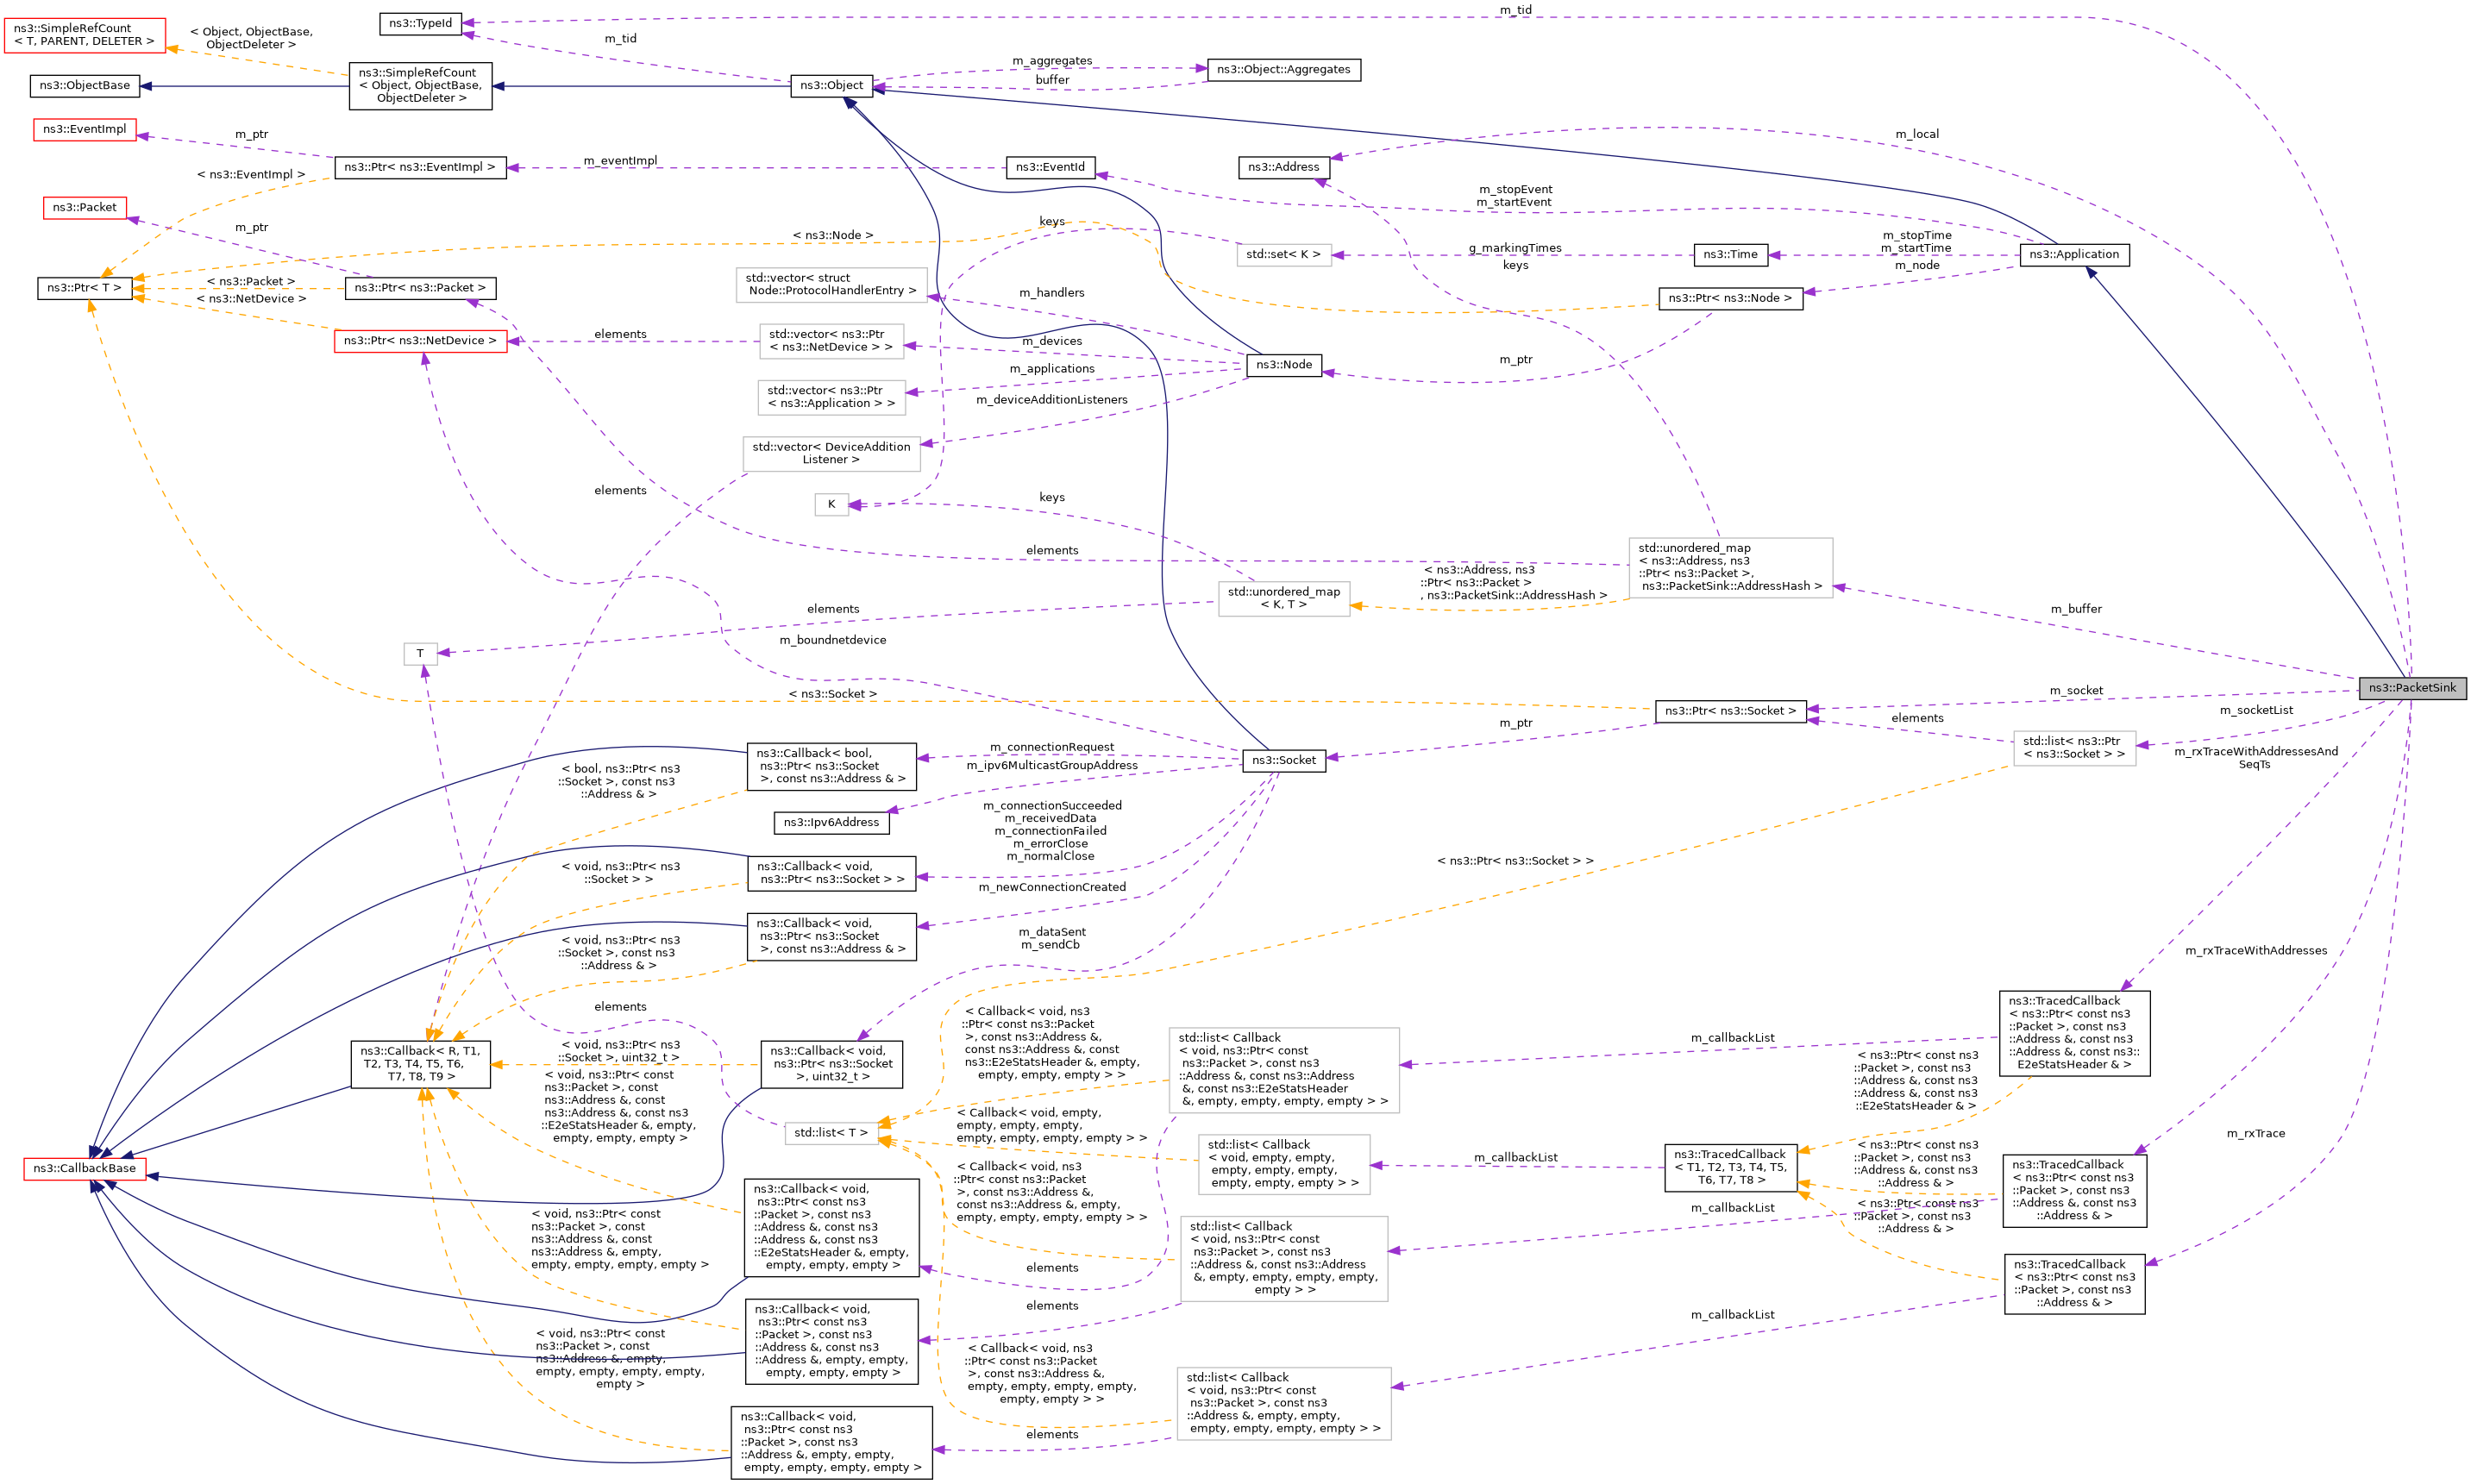 ns3::SimpleRefCount
< T, PARENT, DELETER >
< Object, ObjectBase,
ObjectDeleter >
ns3::TypeId
m_tid
m_tid
ns3::ObjectBase
ns3::SimpleRefCount
< Object, ObjectBase,
ObjectDeleter >
ns3::Object
m_aggregates
buffer
ns3::Object::Aggregates
ns3::EventImpl
m_ptr
ns3::Ptr< ns3::EventImpl >
m_eventImpl
ns3::EventId
ns3::Address
m_local
< ns3::EventImpl >
m_stopEvent
m_startEvent
ns3::Packet
m_ptr
< ns3::Node >
keys
std::set< K >
g_markingTimes
keys
ns3::Time
m_stopTime
m_startTime
m_node
ns3::Application
ns3::Ptr< T >
< ns3::Packet >
< ns3::NetDevice >
ns3::Ptr< ns3::Packet >
std::vector< struct
Node::ProtocolHandlerEntry >
m_handlers
ns3::Ptr< ns3::Node >
ns3::Ptr< ns3::NetDevice >
elements
std::vector< ns3::Ptr
< ns3::NetDevice > >
m_devices
ns3::Node
m_ptr
std::vector< ns3::Ptr
< ns3::Application > >
m_applications
m_deviceAdditionListeners
std::vector< DeviceAddition
Listener >
elements
K
keys
elements
std::unordered_map
< ns3::Address, ns3
::Ptr< ns3::Packet >,
ns3::PacketSink::AddressHash >
< ns3::Address, ns3
::Ptr< ns3::Packet >
, ns3::PacketSink::AddressHash >
std::unordered_map
< K, T >
elements
m_buffer
T
m_boundnetdevice
< ns3::Socket >
ns3::PacketSink
m_socket
ns3::Ptr< ns3::Socket >
m_socketList
elements
std::list< ns3::Ptr
< ns3::Socket > >
m_ptr
ns3::Socket
m_rxTraceWithAddressesAnd
SeqTs
ns3::Callback< bool,
ns3::Ptr< ns3::Socket
>, const ns3::Address & >
m_connectionRequest
m_ipv6MulticastGroupAddress
< bool, ns3::Ptr< ns3
::Socket >, const ns3
::Address & >
ns3::Ipv6Address
m_connectionSucceeded
m_receivedData
m_connectionFailed
m_errorClose
m_normalClose
< ns3::Ptr< ns3::Socket > >
< void, ns3::Ptr< ns3
::Socket > >
ns3::Callback< void,
ns3::Ptr< ns3::Socket > >
m_newConnectionCreated
ns3::Callback< void,
ns3::Ptr< ns3::Socket
>, const ns3::Address & >
< void, ns3::Ptr< ns3
::Socket >, const ns3
::Address & >
m_dataSent
m_sendCb
m_rxTraceWithAddresses
elements
< Callback< void, ns3
::Ptr< const ns3::Packet
>, const ns3::Address &,
const ns3::Address &, const
ns3::E2eStatsHeader &, empty,
empty, empty, empty > >
ns3::TracedCallback
< ns3::Ptr< const ns3
::Packet >, const ns3
::Address &, const ns3
::Address &, const ns3::
E2eStatsHeader & >
m_callbackList
std::list< Callback
< void, ns3::Ptr< const
ns3::Packet >, const ns3
::Address &, const ns3::Address
&, const ns3::E2eStatsHeader
&, empty, empty, empty, empty > >
ns3::Callback< R, T1,
T2, T3, T4, T5, T6,
T7, T8, T9 >
< void, ns3::Ptr< ns3
::Socket >, uint32_t >
ns3::Callback< void,
ns3::Ptr< ns3::Socket
>, uint32_t >
< void, ns3::Ptr< const
ns3::Packet >, const
ns3::Address &, const
ns3::Address &, const ns3
::E2eStatsHeader &, empty,
empty, empty, empty >
< ns3::Ptr< const ns3
::Packet >, const ns3
::Address &, const ns3
::Address &, const ns3
::E2eStatsHeader & >
std::list< T >
< Callback< void, empty,
empty, empty, empty,
empty, empty, empty, empty > >
std::list< Callback
< void, empty, empty,
empty, empty, empty,
empty, empty, empty > >
m_callbackList
ns3::TracedCallback
< T1, T2, T3, T4, T5,
T6, T7, T8 >
< ns3::Ptr< const ns3
::Packet >, const ns3
::Address &, const ns3
::Address & >
m_rxTrace
ns3::CallbackBase
ns3::TracedCallback
< ns3::Ptr< const ns3
::Packet >, const ns3
::Address &, const ns3
::Address & >
< Callback< void, ns3
::Ptr< const ns3::Packet
>, const ns3::Address &,
const ns3::Address &, empty,
empty, empty, empty, empty > >
ns3::Callback< void,
ns3::Ptr< const ns3
::Packet >, const ns3
::Address &, const ns3
::Address &, const ns3
::E2eStatsHeader &, empty,
empty, empty, empty >
< void, ns3::Ptr< const
ns3::Packet >, const
ns3::Address &, const
ns3::Address &, empty,
empty, empty, empty, empty >
m_callbackList
< ns3::Ptr< const ns3
::Packet >, const ns3
::Address & >
std::list< Callback
< void, ns3::Ptr< const
ns3::Packet >, const ns3
::Address &, const ns3::Address
&, empty, empty, empty, empty,
empty > >
elements
elements
ns3::TracedCallback
< ns3::Ptr< const ns3
::Packet >, const ns3
::Address & >
m_callbackList
ns3::Callback< void,
ns3::Ptr< const ns3
::Packet >, const ns3
::Address &, const ns3
::Address &, empty, empty,
empty, empty, empty >
< void, ns3::Ptr< const
ns3::Packet >, const
ns3::Address &, empty,
empty, empty, empty, empty,
empty >
< Callback< void, ns3
::Ptr< const ns3::Packet
>, const ns3::Address &,
empty, empty, empty, empty,
empty, empty > >
std::list< Callback
< void, ns3::Ptr< const
ns3::Packet >, const ns3
::Address &, empty, empty,
empty, empty, empty, empty > >
elements
ns3::Callback< void,
ns3::Ptr< const ns3
::Packet >, const ns3
::Address &, empty, empty,
empty, empty, empty, empty >